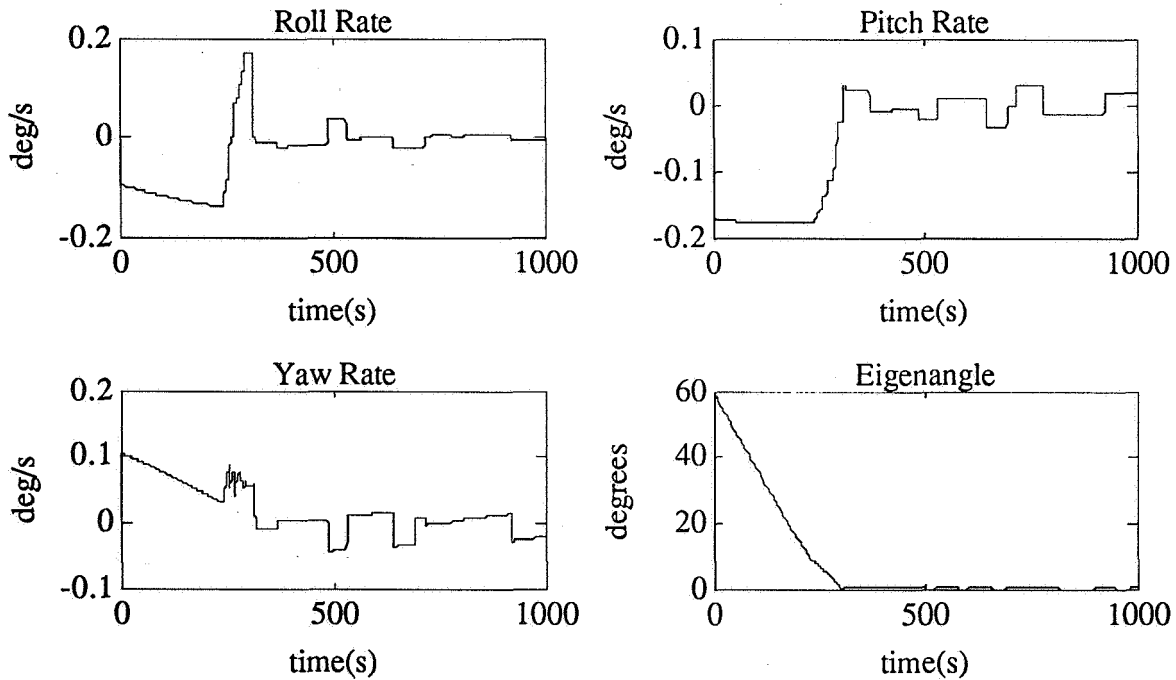 Roll Rate
0.2
0
-0.2
deg/s
0
500
1000
time(s)
Pitch Rate
0.1
0
-0.1
-0.2
deg/s
0
500
1000
time(s)
Yaw Rate
0.2
0.1
0
-0.1
deg/s
0
500
1000
time(s)
Eigenangle
60
40
20
0
degrees
0
500
1000
time(s)